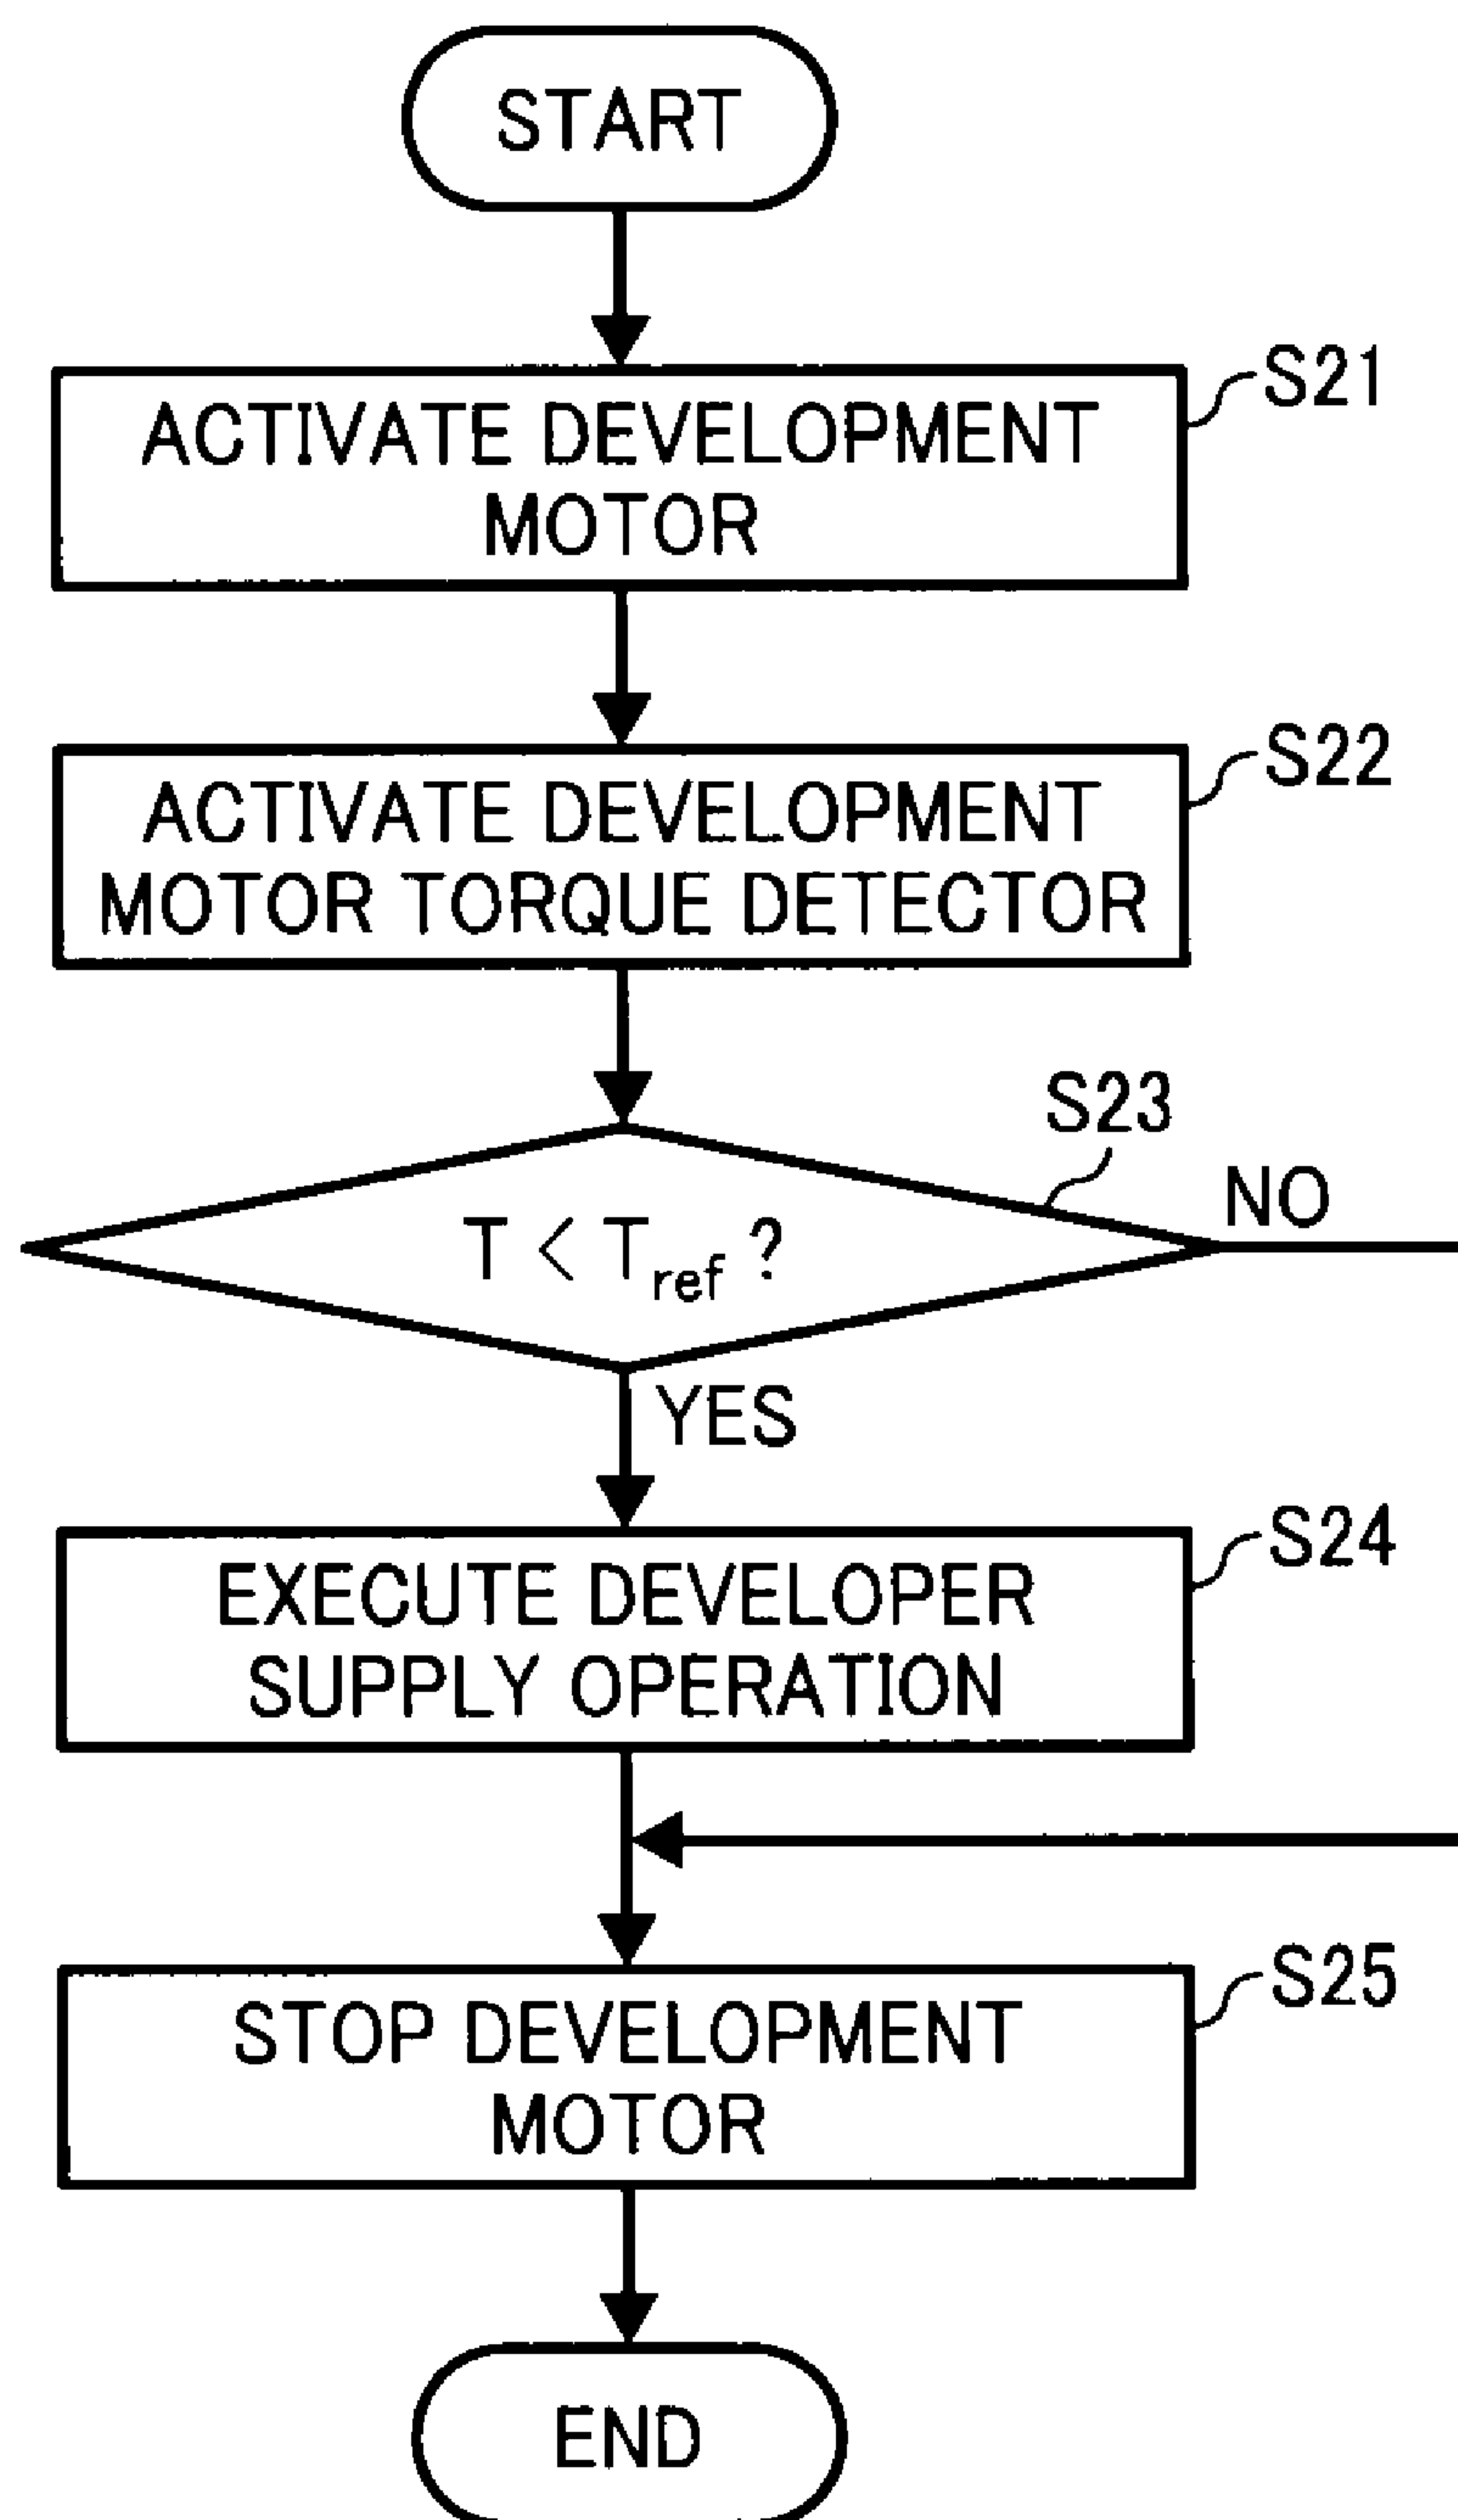 START
S21
ACTIVATE DEVELOPMENT
MOTOR
S22
ACTIVATE DEVELOPMENT
MOTOR TORQUE DETECTOR
S23
NO
T < Tref ?
YES
S24
EXECUTE DEVELOPER
SUPPLY OPERATION
S25
STOP DEVELOPMENT
MOTOR
END